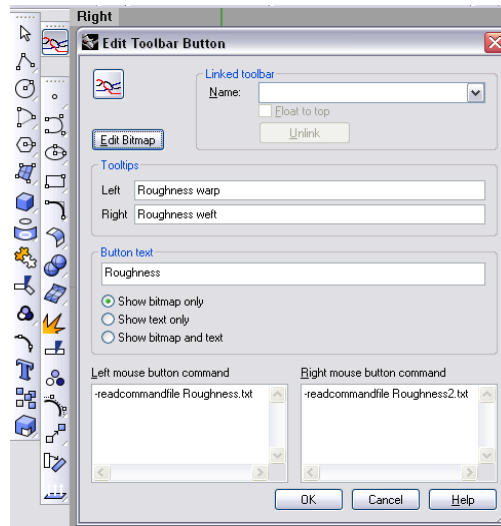 Right
Edit Toolbar Button
Linked toolbar
Name:
Float to top
Unlink
Edit Bitmap
Tooltips
Left Roughness warp
Right Roughness weft
Button text
Roughness
Show bitmap only
Show text only
Show bitmap and text
Left mouse button command
Right mouse button command
-readcommandfile Roughness.txt
-readcommandfile Roughness2.txt
OK Cancel Help